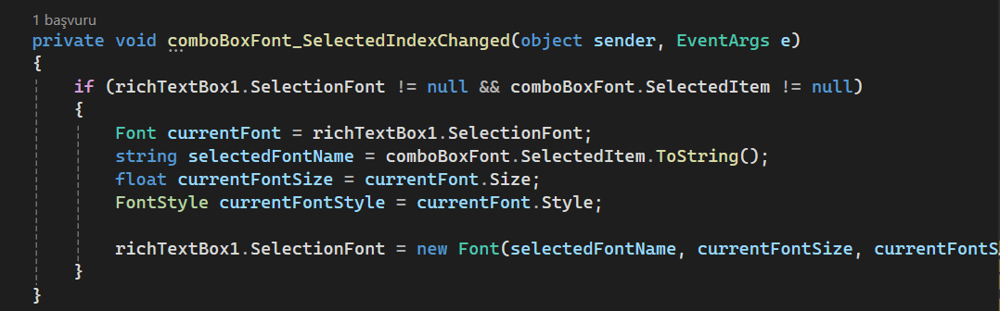 1 başvuru
private void comboBoxFont_SelectedIndexChanged(object sender, EventArgs e)
{
if (richTextBox1.SelectionFont != null && comboBoxFont.SelectedItem != null)
{
Font currentFont = richTextBox1.SelectionFont;
string selectedFontName = comboBoxFont.SelectedItem.ToString();
float currentFontSize = currentFont.Size;
FontStyle currentFontStyle = currentFont.Style;
richTextBox1.SelectionFont = new Font(selectedFontName, currentFontSize, currentFontS
}
}